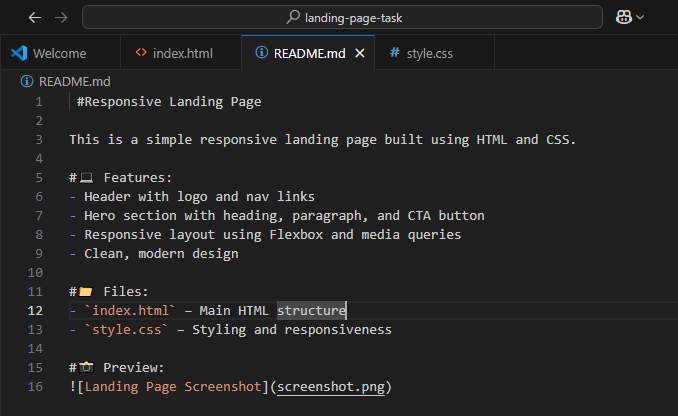 landing-page-task
Welcome
<> index.html
README.md
# style.css
README.md
1 #Responsive Landing Page
2
3 This is a simple responsive landing page built using HTML and CSS.
4
5 #💻 Features:
6 - Header with logo and nav links
7 - Hero section with heading, paragraph, and CTA button
8 - Responsive layout using Flexbox and media queries
9 - Clean, modern design
10
11 #📁 Files:
12 - `index.html` – Main HTML structure
13 - `style.css` – Styling and responsiveness
14
15 #📸 Preview:
16 ![Landing Page Screenshot](screenshot.png)